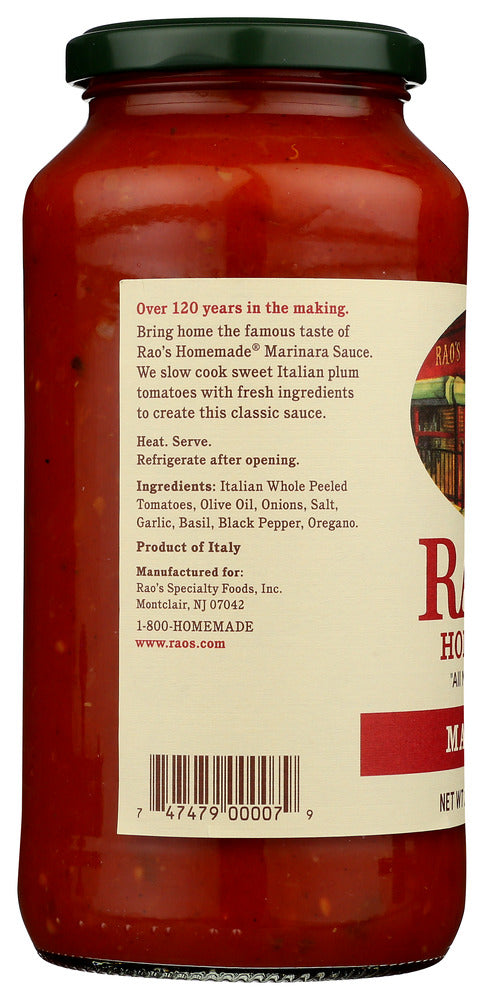 Over 120 years in the making.
Bring home the famous taste of
Rao's Homemade® Marinara Sauce.
We slow cook sweet Italian plum
tomatoes with fresh ingredients
to create this classic sauce.
Heat. Serve.
Refrigerate after opening.
Ingredients: Italian Whole Peeled
Tomatoes, Olive Oil, Onions, Salt,
Garlic, Basil, Black Pepper, Oregano.
Product of Italy
Manufactured for:
Rao's Specialty Foods, Inc.
Montclair, NJ 07042
1-800-HOMEMADE
www.raos.com
7 47479 00007 9
RAO'S
NET WT